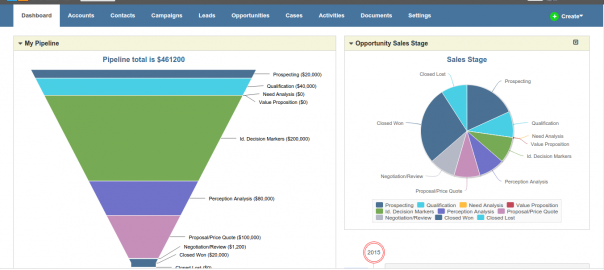 Dashboard Accounts Contacts Campaigns Leads Opportunities Cases Activities Documents Settings Create
My Pipeline
Pipeline total is $461200
Prospecting ($20,000)
Qualification ($40,000)
Need Analysis ($0)
Value Proposition ($0)
Id. Decision Markers ($200,000)
Perception Analysis ($80,000)
Proposal/Price Quote ($100,000)
Negotiation/Review ($1,200)
Closed Won ($20,000)
Closed Lost ($0)
Opportunity Sales Stage
Sales Stage
Closed Lost
Prospecting
Closed Won
Qualification
Need Analysis
Value Proposition
Id. Decision Markers
Negotiation/Review
Perception Analysis
Proposal/Price Quote
Prospecting Qualification Need Analysis Value Proposition
Id. Decision Markers Perception Analysis Proposal/Price Quote
Negotiation/Review Closed Won Closed Lost
2015